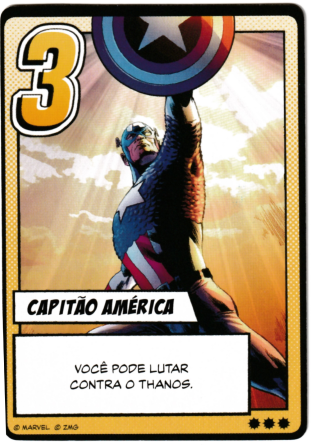 3
CAPITÃO AMÉRICA
VOCÊ PODE LUTAR
CONTRA O THANOS.
© MARVEL © ZMG